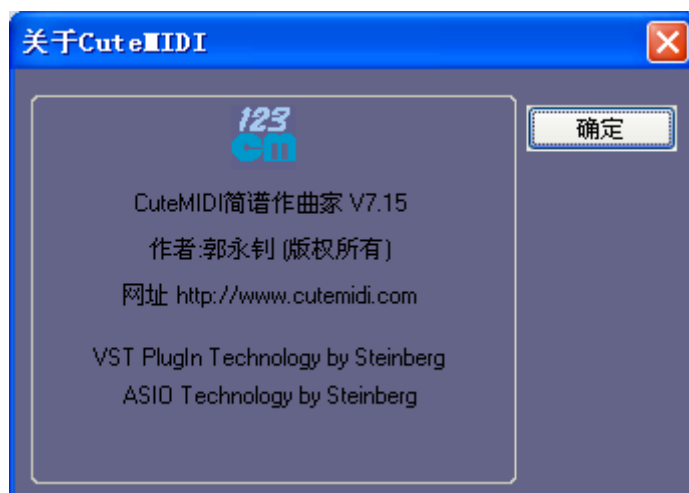 关于CuteMIDI
123
cm
确定
CuteMIDI简谱作曲家 V7.15
作者:郭永钊 (版权所有)
网址 http://www.cutemidi.com
VST PlugIn Technology by Steinberg
ASIO Technology by Steinberg